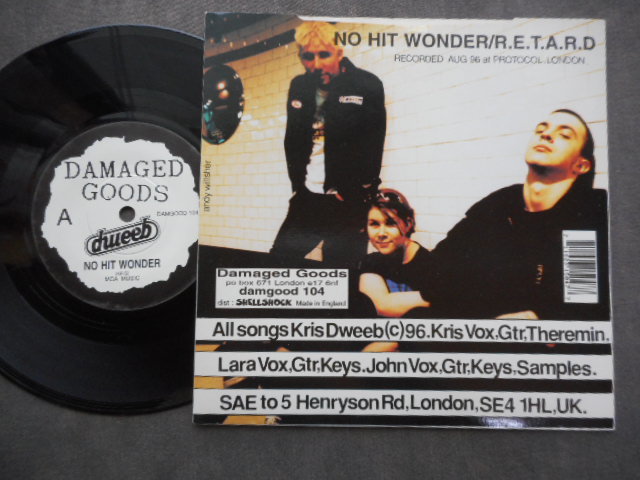 DAMAGED
GOODS
A
DAMGOOD 104
dweeb
NO HIT WONDER
MCA MUSIC
NO HIT WONDER/R.E.T.A.R.D
RECORDED AUG 96 at PROTOCOL, LONDON
andy willsher
Damaged Goods
po box 671 London e17 6nf
damgood 104
dist : SHELLSHOCK Made in England
All songs Kris Dweeb(c)96.Kris Vox,Gtr,Theremin.
Lara Vox,Gtr,Keys.John Vox,Gtr,Keys,Samples.
SAE to 5 Henryson Rd,London,SE4 1HL,UK.